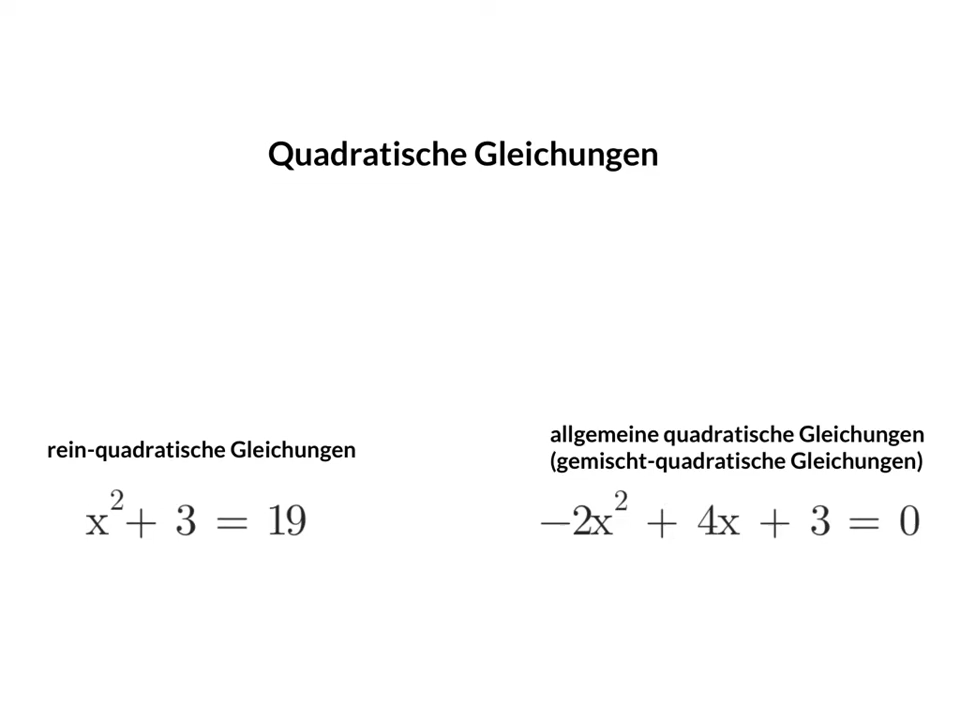 Quadratische Gleichungen
rein-quadratische Gleichungen
x² + 3 = 19
allgemeine quadratische Gleichungen
(gemischt-quadratische Gleichungen)
−2x² + 4x + 3 = 0